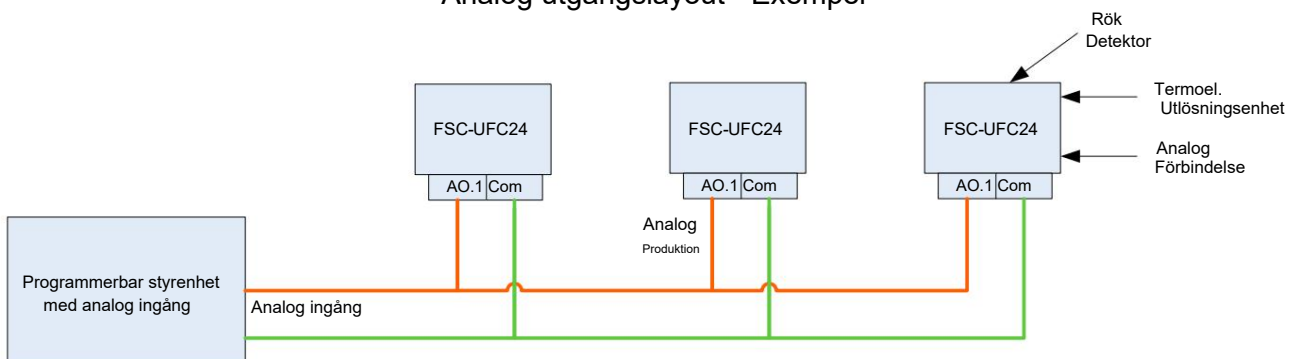 Analog utgångslayout - Exempel
Rök
Detektor
Termoel.
Utlösningsenhet
Analog
Förbindelse
FSC-UFC24
FSC-UFC24
FSC-UFC24
AO.1 Com
AO.1 Com
AO.1 Com
Analog
Produktion
Programmerbar styrenhet
med analog ingång
Analog ingång